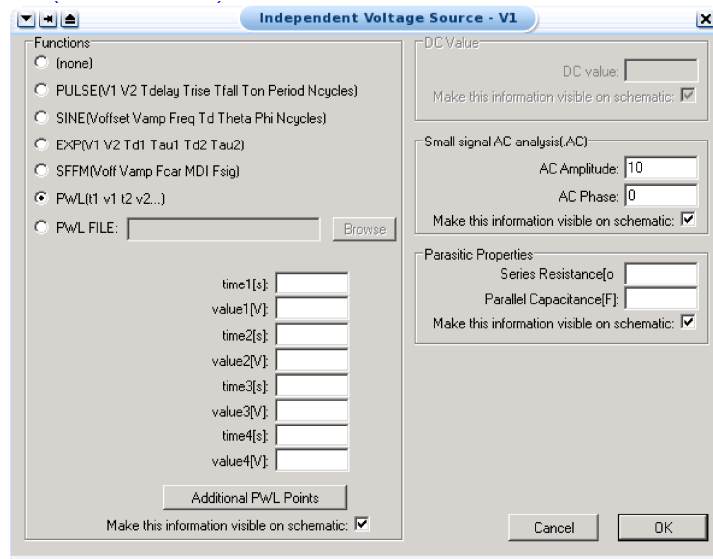 Independent Voltage Source - V1
Functions
(none)
PULSE(V1 V2 Tdelay Trise Tfall Ton Period Ncycles)
SINE(Voffset Vamp Freq Td Theta Phi Ncycles)
EXP(V1 V2 Td1 Tau1 Td2 Tau2)
SFFM(Voff Vamp Fcar MDI Fsig)
PWL(t1 v1 t2 v2...)
PWL FILE: Browse
time1[s]:
value1[V]:
time2[s]:
value2[V]:
time3[s]:
value3[V]:
time4[s]:
value4[V]:
Additional PWL Points
Make this information visible on schematic:
DC Value
DC value:
Make this information visible on schematic:
Small signal AC analysis(.AC)
AC Amplitude: 10
AC Phase: 0
Make this information visible on schematic:
Parasitic Properties
Series Resistance[o
Parallel Capacitance[F]:
Make this information visible on schematic:
Cancel OK